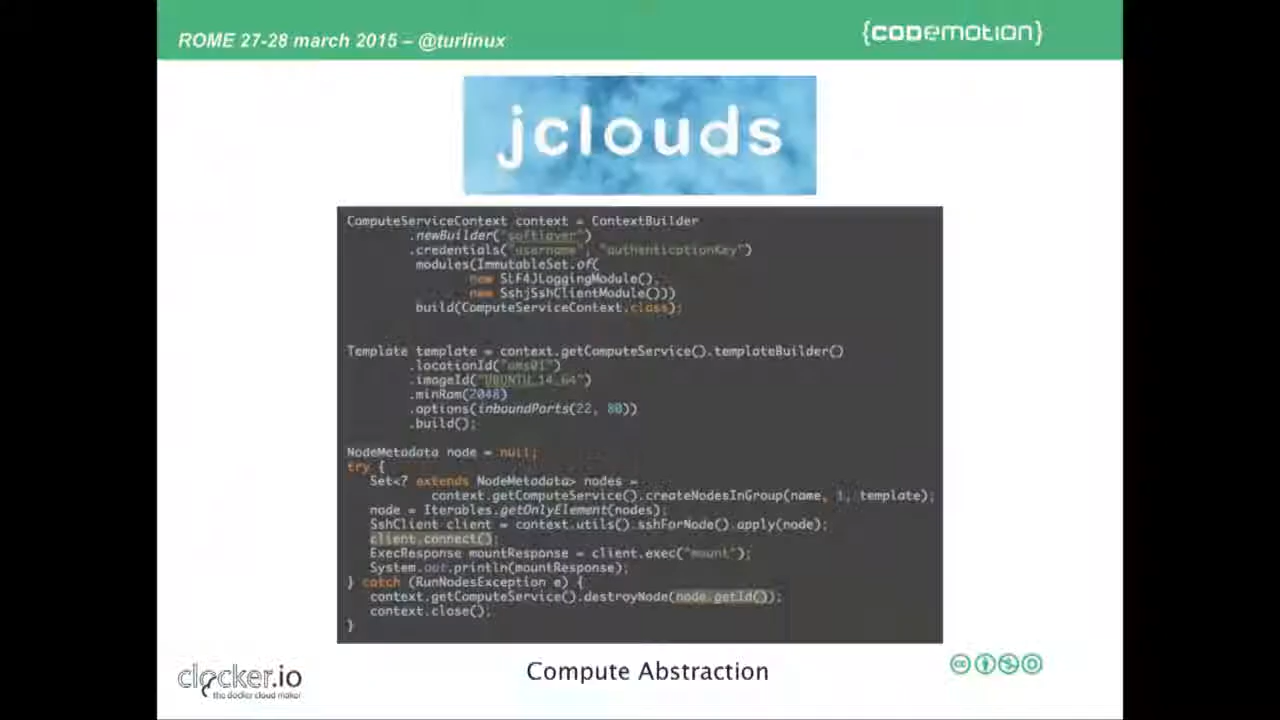 ROME 27-28 march 2015 – @turlinux
{CODEMOTION}
jclouds
ComputeServiceContext context = ContextBuilder
.newBuilder("softlayer")
.credentials("username", "authenticationKey")
modules(ImmutableSet.of(
new SLF4JLoggingModule(),
new SshjSshClientModule()))
build(ComputeServiceContext.class);
Template template = context.getComputeService().templateBuilder()
.locationId("ams01")
.imageId("UBUNTU_14_64")
.minRam(2048)
.options(inboundPorts(22, 80))
.build();
NodeMetadata node = null;
try {
Set<? extends NodeMetadata> nodes =
context.getComputeService().createNodesInGroup(name, 1, template);
node = Iterables.getOnlyElement(nodes);
SshClient client = context.utils().sshForNode().apply(node);
client.connect();
ExecResponse mountResponse = client.exec("mount");
System.out.println(mountResponse);
} catch (RunNodesException e) {
context.getComputeService().destroyNode(node.getId());
context.close();
}
clocker.io
the docker cloud maker
Compute Abstraction
cc